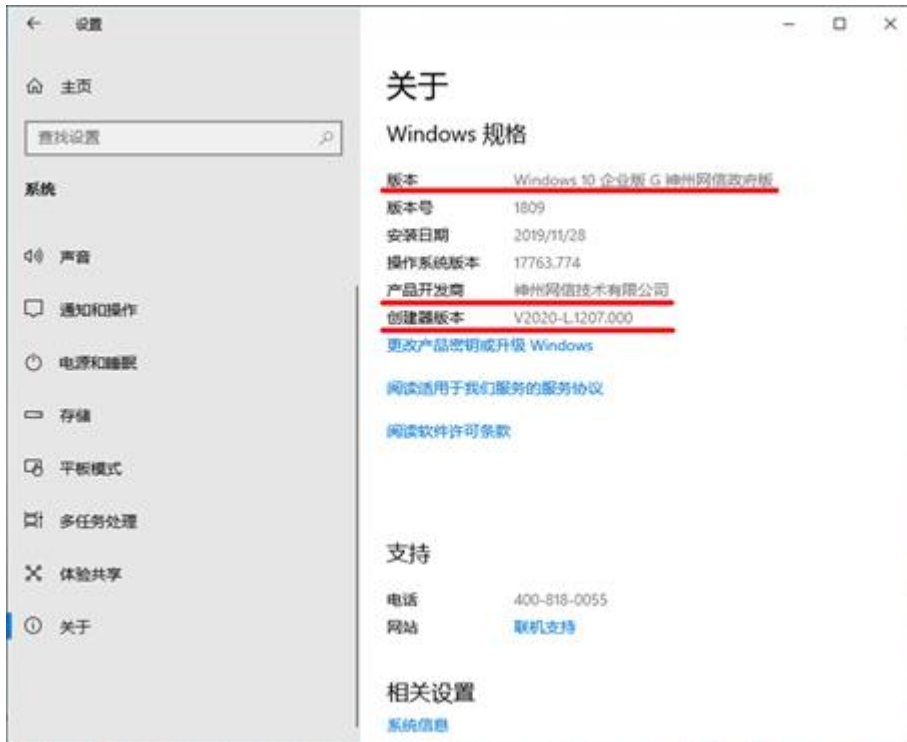 设置
主页
查找设置
系统
声音
通知和操作
电源和睡眠
存储
平板模式
多任务处理
体验共享
关于
关于
Windows 规格
版本 Windows 10 企业版 G 神州网信政府版
版本号 1809
安装日期 2019/11/28
操作系统版本 17763.774
产品开发商 神州网信技术有限公司
创建器版本 V2020-L.1207.000
更改产品密钥或升级 Windows
阅读适用于我们服务的服务协议
阅读软件许可条款
支持
电话 400-818-0055
网站 联机支持
相关设置
系统信息